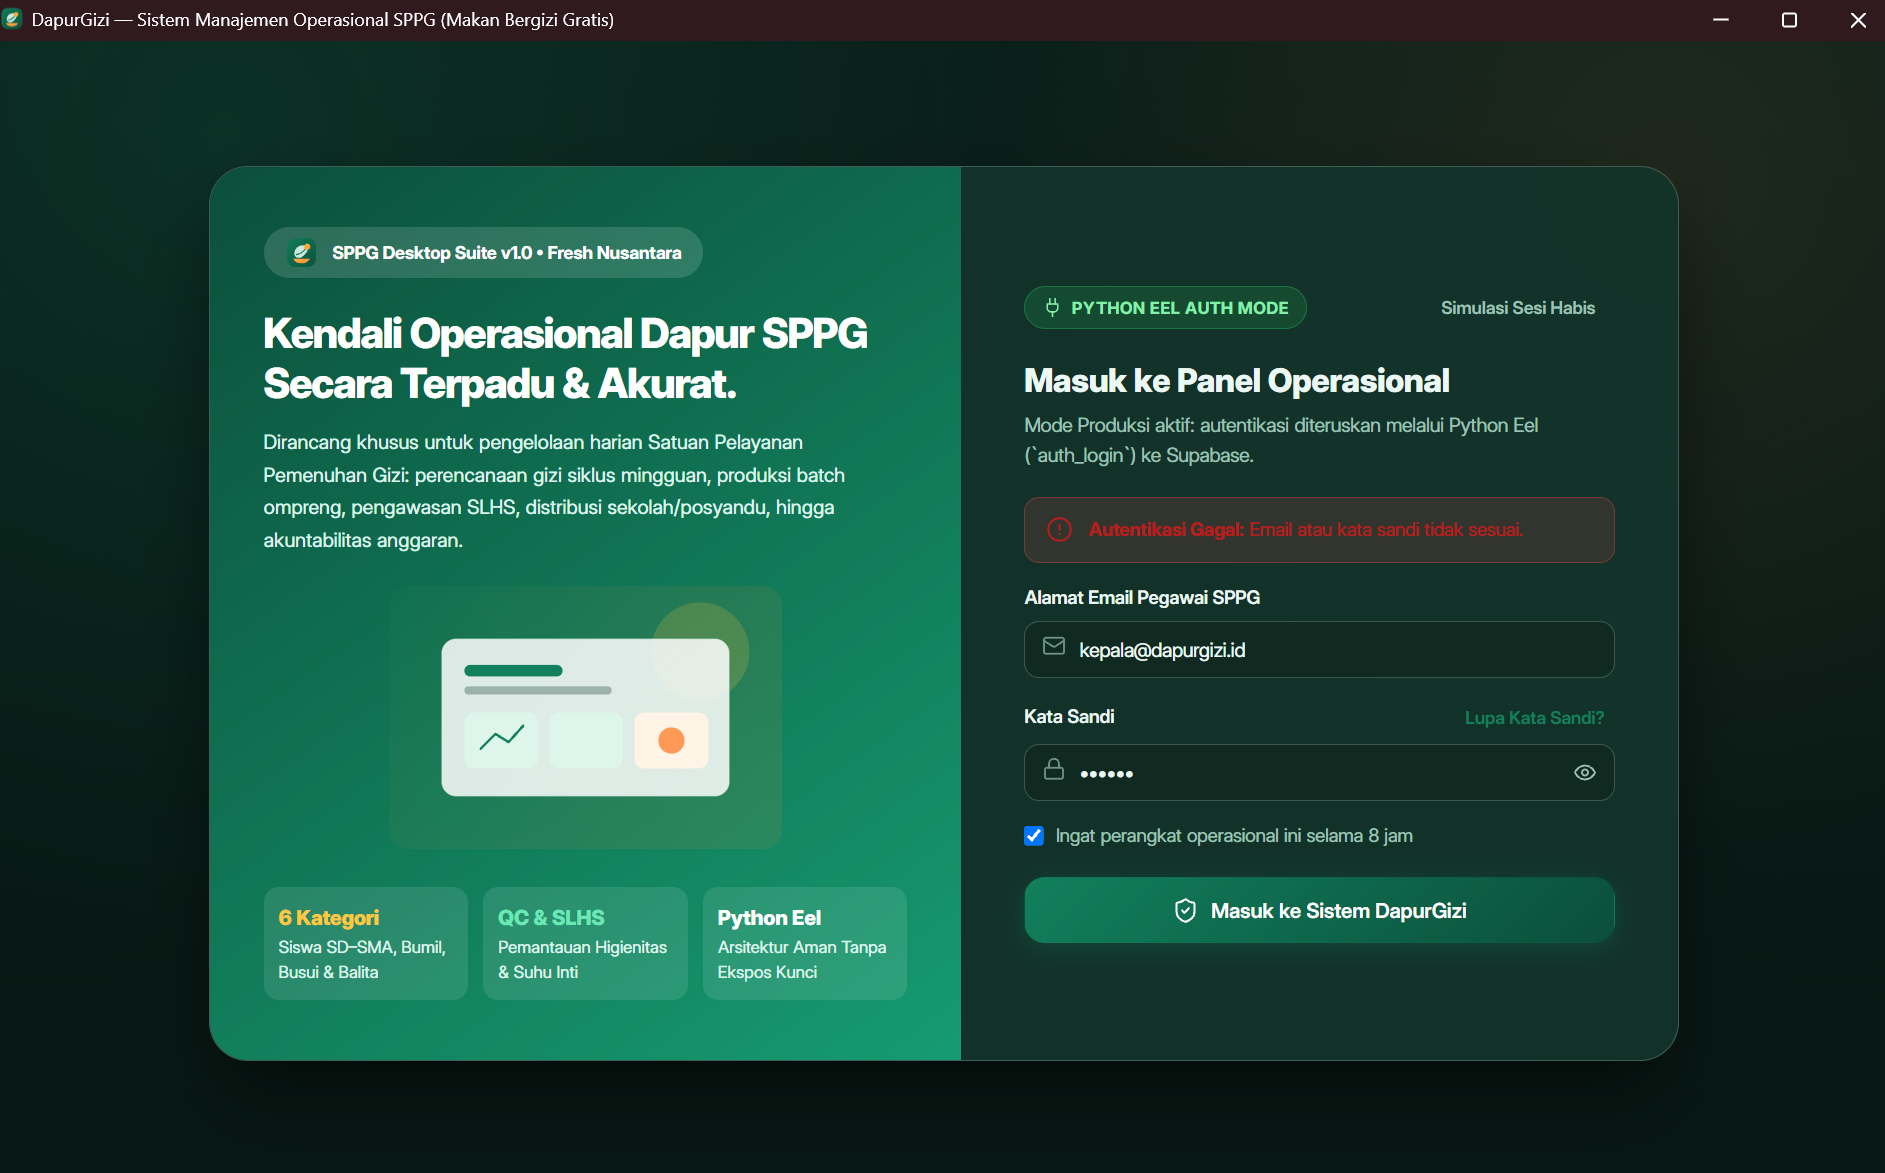 DapurGizi — Sistem Manajemen Operasional SPPG (Makan Bergizi Gratis)
SPPG Desktop Suite v1.0 • Fresh Nusantara
Kendali Operasional Dapur SPPG
Secara Terpadu & Akurat.
Dirancang khusus untuk pengelolaan harian Satuan Pelayanan
Pemenuhan Gizi: perencanaan gizi siklus mingguan, produksi batch
ompreng, pengawasan SLHS, distribusi sekolah/posyandu, hingga
akuntabilitas anggaran.
6 Kategori
Siswa SD–SMA, Bumil,
Busui & Balita
QC & SLHS
Pemantauan Higienitas
& Suhu Inti
Python Eel
Arsitektur Aman Tanpa
Ekspos Kunci
PYTHON EEL AUTH MODE
Simulasi Sesi Habis
Masuk ke Panel Operasional
Mode Produksi aktif: autentikasi diteruskan melalui Python Eel
(`auth_login`) ke Supabase.
Autentikasi Gagal: Email atau kata sandi tidak sesuai.
Alamat Email Pegawai SPPG
kepala@dapurgizi.id
Kata Sandi
Lupa Kata Sandi?
••••••
Ingat perangkat operasional ini selama 8 jam
Masuk ke Sistem DapurGizi